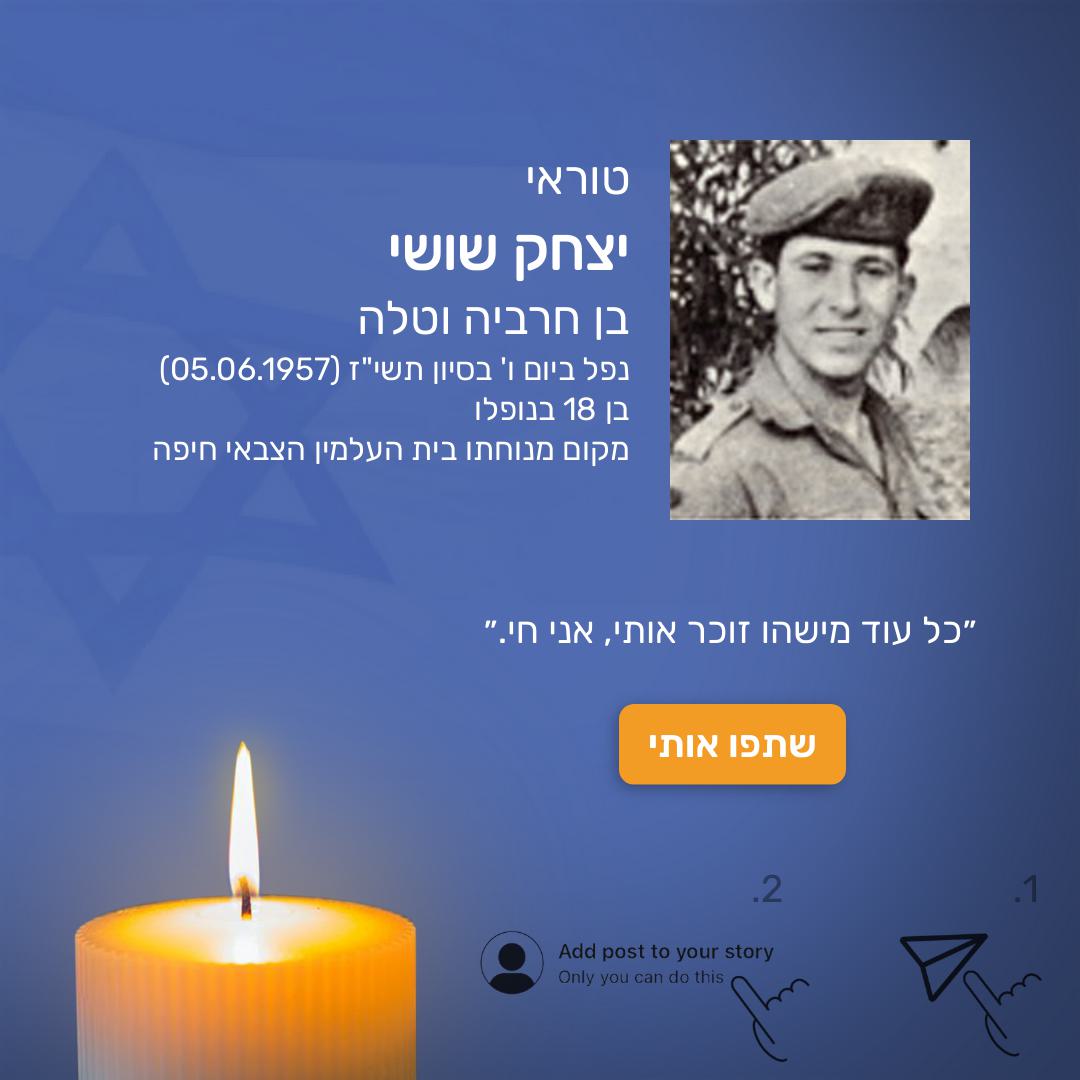 טוראי
יצחק שושי
בן חרביה וטלה
נפל ביום ו' בסיון תשי"ז (05.06.1957)
בן 18 בנופלו
מקום מנוחתו בית העלמין הצבאי חיפה
״כל עוד מישהו זוכר אותי, אני חי.״
שתפו אותי
1.
2.
Add post to your story
Only you can do this